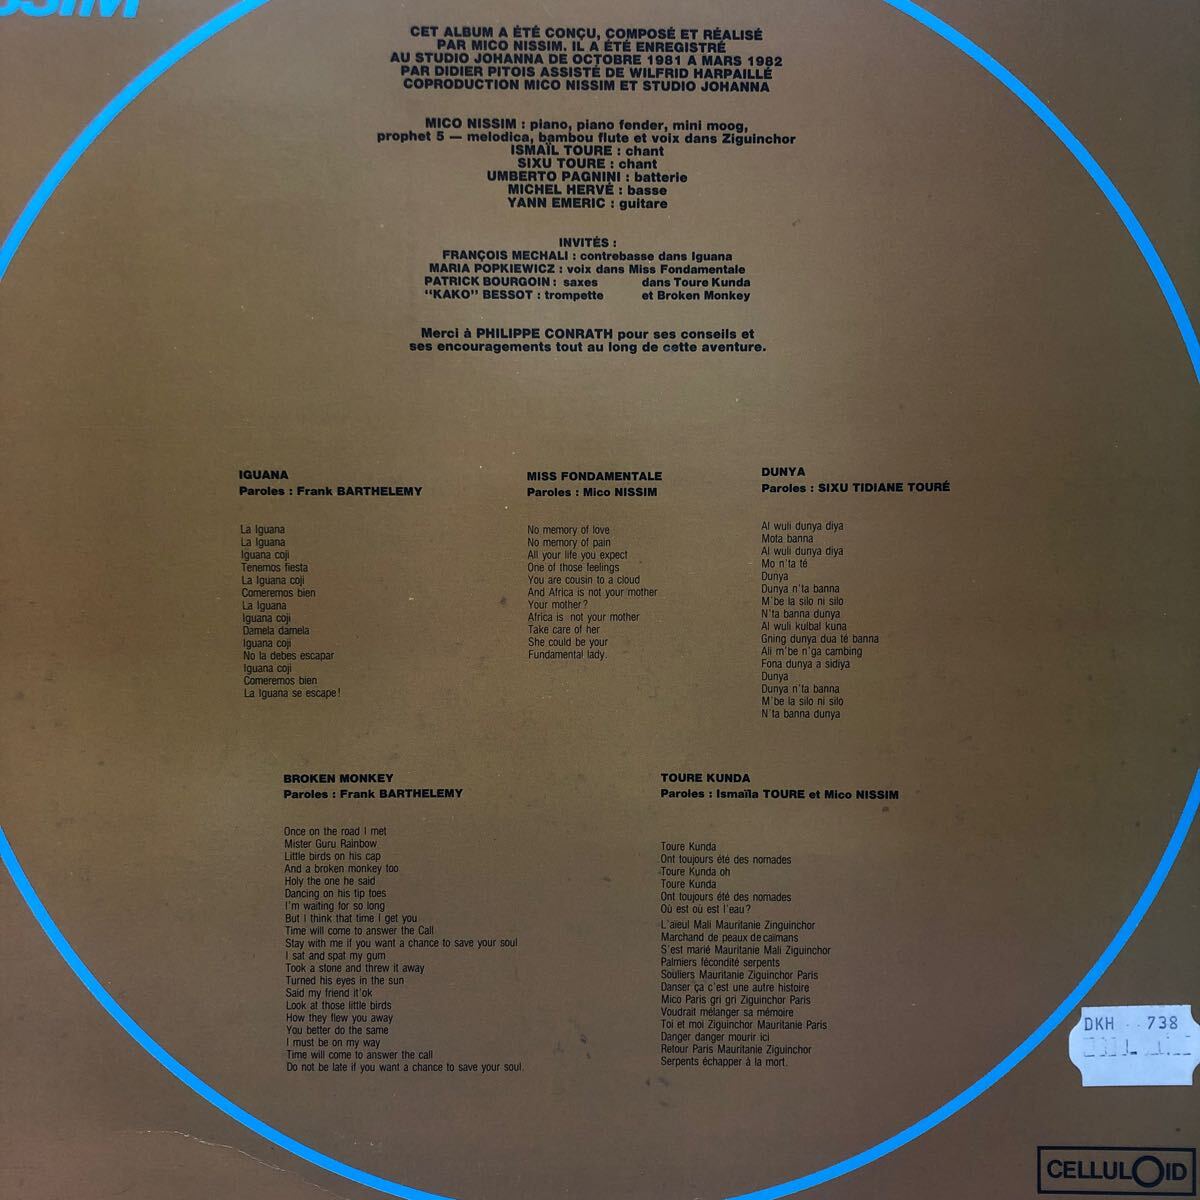 CET ALBUM A ÉTÉ CONÇU, COMPOSÉ ET RÉALISÉ
PAR MICO NISSIM. IL A ÉTÉ ENREGISTRÉ
AU STUDIO JOHANNA DE OCTOBRE 1981 A MARS 1982
PAR DIDIER PITOIS ASSISTÉ DE WILFRID HARPAILLÉ
COPRODUCTION MICO NISSIM ET STUDIO JOHANNA
MICO NISSIM : piano, piano fender, mini moog,
prophet 5 — melodica, bambou flute et voix dans Ziguinchor
ISMAÏL TOURE : chant
SIXU TOURE : chant
UMBERTO PAGNINI : batterie
MICHEL HERVÉ : basse
YANN EMERIC : guitare
INVITÉS :
FRANÇOIS MECHALI : contrebasse dans Iguana
MARIA POPKIEWICZ : voix dans Miss Fondamentale
PATRICK BOURGOIN : saxes dans Toure Kunda
“KAKO” BESSOT : trompette et Broken Monkey
Merci à PHILIPPE CONRATH pour ses conseils et
ses encouragements tout au long de cette aventure.
IGUANA
Paroles : Frank BARTHELEMY
La Iguana
La Iguana
Iguana coji
Tenemos fiesta
La Iguana coji
Comeremos bien
La Iguana
Iguana coji
Damela damela
Iguana coji
No la debes escapar
Iguana coji
Comeremos bien
La Iguana se escape!
MISS FONDAMENTALE
Paroles : Mico NISSIM
No memory of love
No memory of pain
All your life you expect
One of those feelings
You are cousin to a cloud
And Africa is not your mother
Your mother?
Africa is not your mother
Take care of her
She could be your
Fundamental lady.
DUNYA
Paroles : SIXU TIDIANE TOURÉ
Al wuli dunya diya
Mota banna
Al wuli dunya diya
Mo n'ta té
Dunya
Dunya n'ta banna
M'be la silo ni silo
N'ta banna dunya
Al wuli kulbal kuna
Gning dunya dua té banna
Ali m'be n'ga cambing
Fona dunya a sidiya
Dunya
Dunya n'ta banna
M'be la silo ni silo
N'ta banna dunya
BROKEN MONKEY
Paroles : Frank BARTHELEMY
Once on the road I met
Mister Guru Rainbow
Little birds on his cap
And a broken monkey too
Holy the one he said
Dancing on his tip toes
I'm waiting for so long
But I think that time I get you
Time will come to answer the Call
Stay with me if you want a chance to save your soul
I sat and spat my gum
Took a stone and threw it away
Turned his eyes in the sun
Said my friend it'ok
Look at those little birds
How they flew you away
You better do the same
I must be on my way
Time will come to answer the call
Do not be late if you want a chance to save your soul.
TOURE KUNDA
Paroles : Ismaïla TOURE et Mico NISSIM
Toure Kunda
Ont toujours été des nomades
Toure Kunda oh
Toure Kunda
Ont toujours été des nomades
Où est où est l'eau?
L'aïeul Mali Mauritanie Zinguinchor
Marchand de peaux de caïmans
S'est marié Mauritanie Mali Ziguinchor
Palmiers fécondité serpents
Souliers Mauritanie Ziguinchor Paris
Danser ça c'est une autre histoire
Mico Paris gri gri Ziguinchor Paris
Voudrait mélanger sa mémoire
Toi et moi Ziguinchor Mauritanie Paris
Danger danger mourir ici
Retour Paris Mauritanie Ziguinchor
Serpents échapper à la mort.
DKH 738
CELLULOID